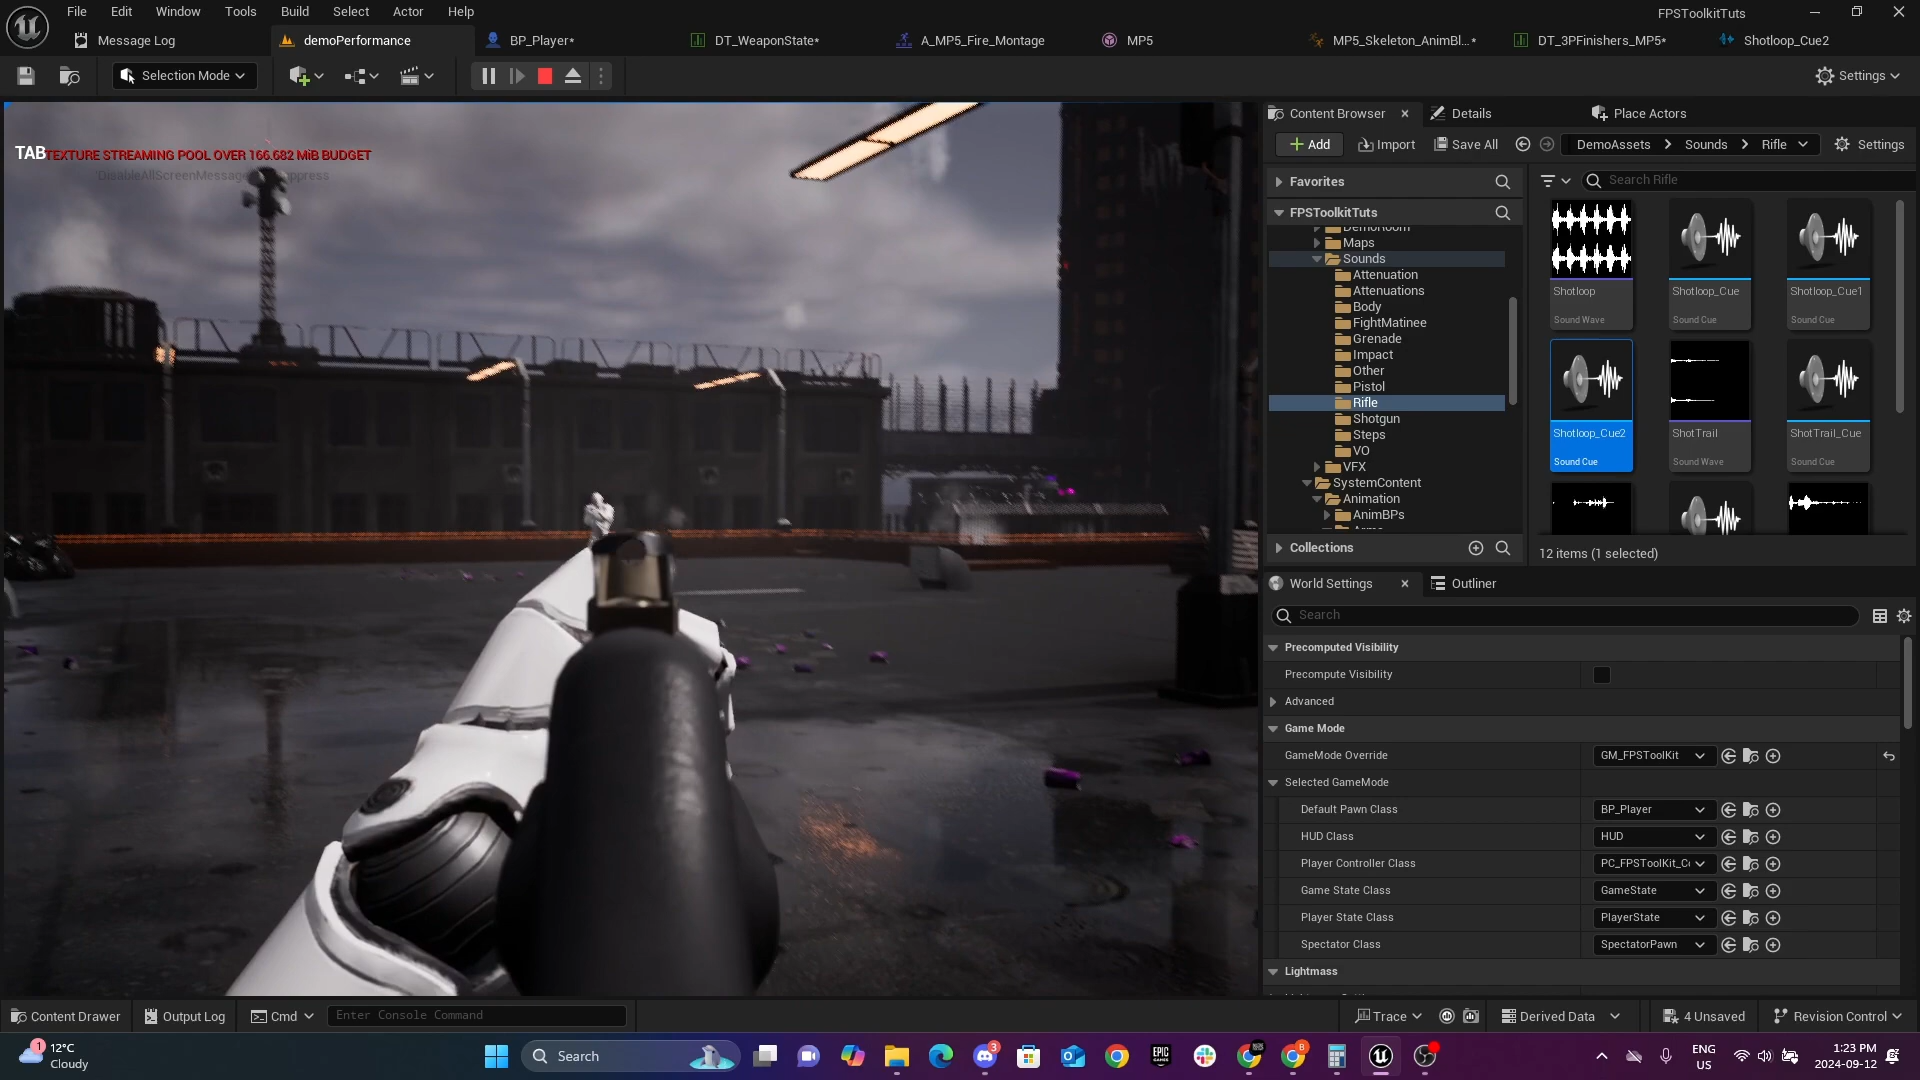 File Edit Window Tools Build Select Actor Help
FPSToolkitTuts
Message Log
demoPerformance
BP_Player*
DT_WeaponState*
A_MP5_Fire_Montage
MP5
MP5_Skeleton_AnimBl...*
DT_3PFinishers_MP5*
Shotloop_Cue2
Selection Mode
Settings
TAB
TEXTURE STREAMING POOL OVER 166.682 MiB BUDGET
Content Browser
Details
Place Actors
Add
Import
Save All
DemoAssets > Sounds > Rifle
Settings
Favorites
Search Rifle
FPSToolkitTuts
DemoRoom
Maps
Sounds
Attenuation
Attenuations
Body
FightMatinee
Grenade
Impact
Other
Pistol
Rifle
Shotgun
Steps
VO
VFX
SystemContent
Animation
AnimBPs
Collections
Shotloop
Sound Wave
Shotloop_Cue
Sound Cue
Shotloop_Cue1
Sound Cue
Shotloop_Cue2
Sound Cue
ShotTrail
Sound Wave
ShotTrail_Cue
Sound Cue
12 items (1 selected)
World Settings
Outliner
Search
Precomputed Visibility
Precompute Visibility
Advanced
Game Mode
GameMode Override
GM_FPSToolKit
Selected GameMode
Default Pawn Class
BP_Player
HUD Class
HUD
Player Controller Class
PC_FPSToolKit_C
Game State Class
GameState
Player State Class
PlayerState
Spectator Class
SpectatorPawn
Lightmass
Content Drawer
Output Log
Cmd
Enter Console Command
Trace
Derived Data
4 Unsaved
Revision Control
1
12°C
Cloudy
Search
3
EPIC
GAMES
8
ENG
US
1:23 PM
2024-09-12